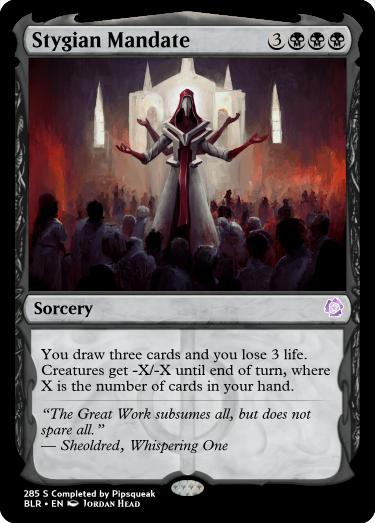 Stygian Mandate 3
Sorcery
You draw three cards and you lose 3 life.
Creatures get -X/-X until end of turn, where
X is the number of cards in your hand.
“The Great Work subsumes all, but does not
spare all.”
— Sheoldred, Whispering One
285 S Completed by Pipsqueak
BLR • EN Jordan Head